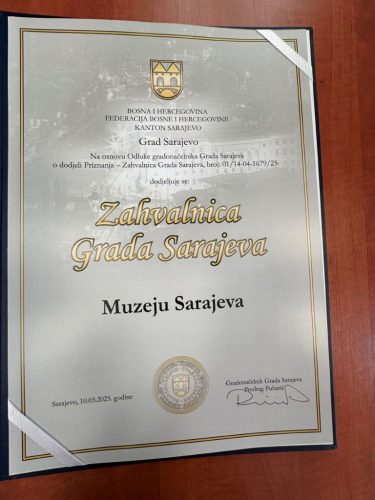 BOSNA I HERCEGOVINA
FEDERACIJA BOSNE I HERCEGOVINE
KANTON SARAJEVO
Grad Sarajevo
Na osnovu Odluke gradonačelnika Grada Sarajeva
o dodjeli Priznanja – Zahvalnica Grada Sarajeva, broj: 01/14-04-1679/25
dodjeljuje se:
Zahvalnica
Grada Sarajeva
Muzeju Sarajeva
Sarajevo, 10.03.2025. godine
Gradonačelnik Grada Sarajeva
Predrag Puharić